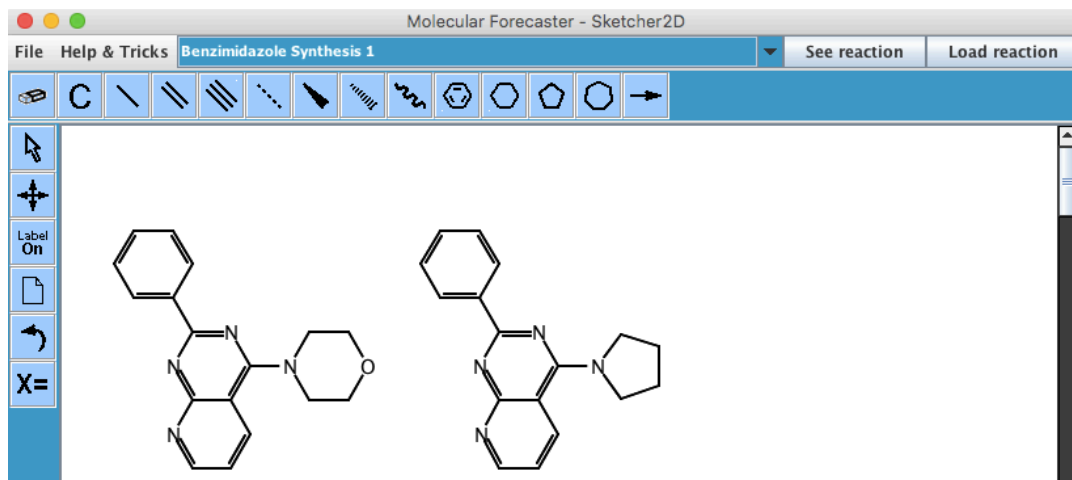 Molecular Forecaster - Sketcher2D
File Help & Tricks Benzimidazole Synthesis 1 See reaction Load reaction
C
Label
On
X=
N N
N N O N N
N N